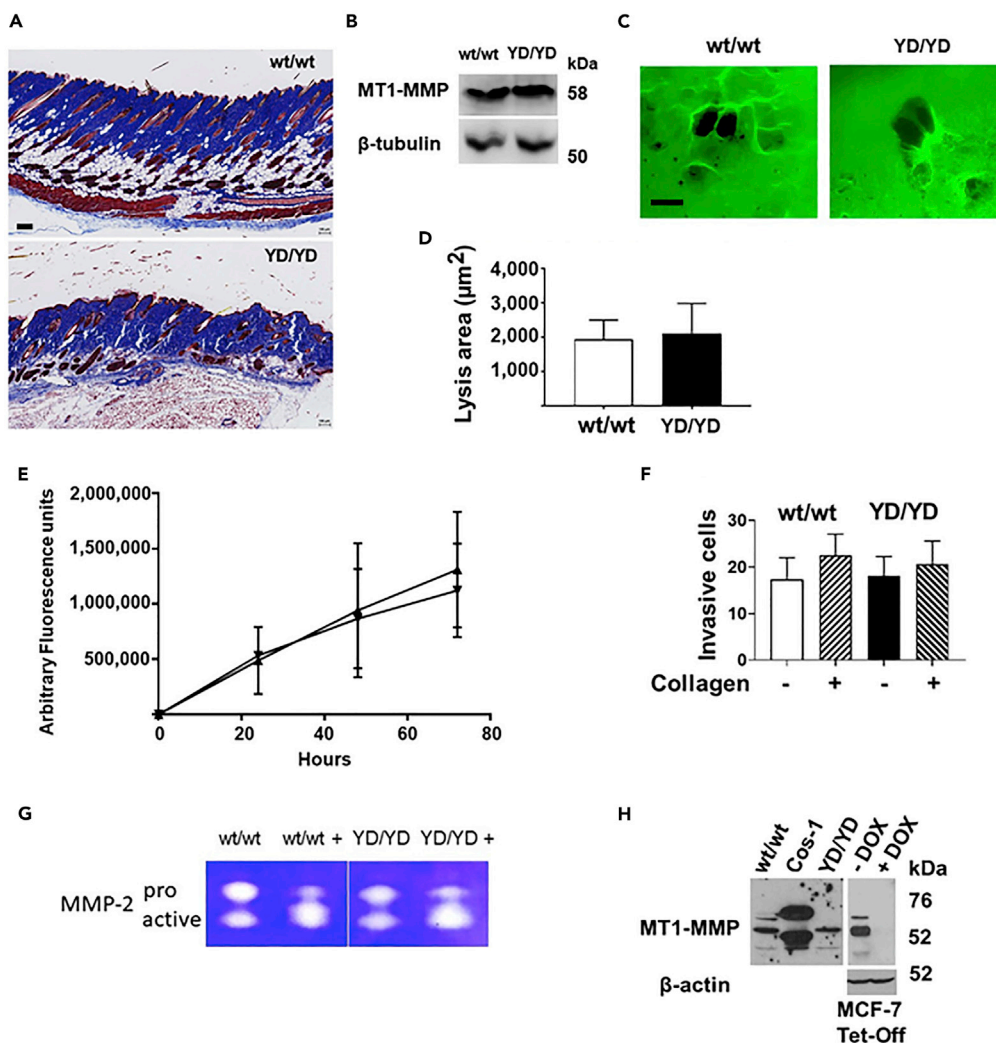 A
wt/wt
YD/YD
B
wt/wt YD/YD
kDa
MT1-MMP
58
β-tubulin
50
C
wt/wt
YD/YD
D
Lysis area (µm²)
4,000
3,000
2,000
1,000
wt/wt
YD/YD
E
Arbitrary Fluorescence units
2,000,000
1,500,000
1,000,000
500,000
0
20
40
60
80
Hours
F
Invasive cells
wt/wt
YD/YD
30
20
10
0
Collagen - + - +
G
wt/wt wt/wt + YD/YD YD/YD +
MMP-2
pro
active
H
wt/wt
Cos-1
YD/YD
- DOX
+ DOX
kDa
76
MT1-MMP
52
β-actin
52
MCF-7
Tet-Off